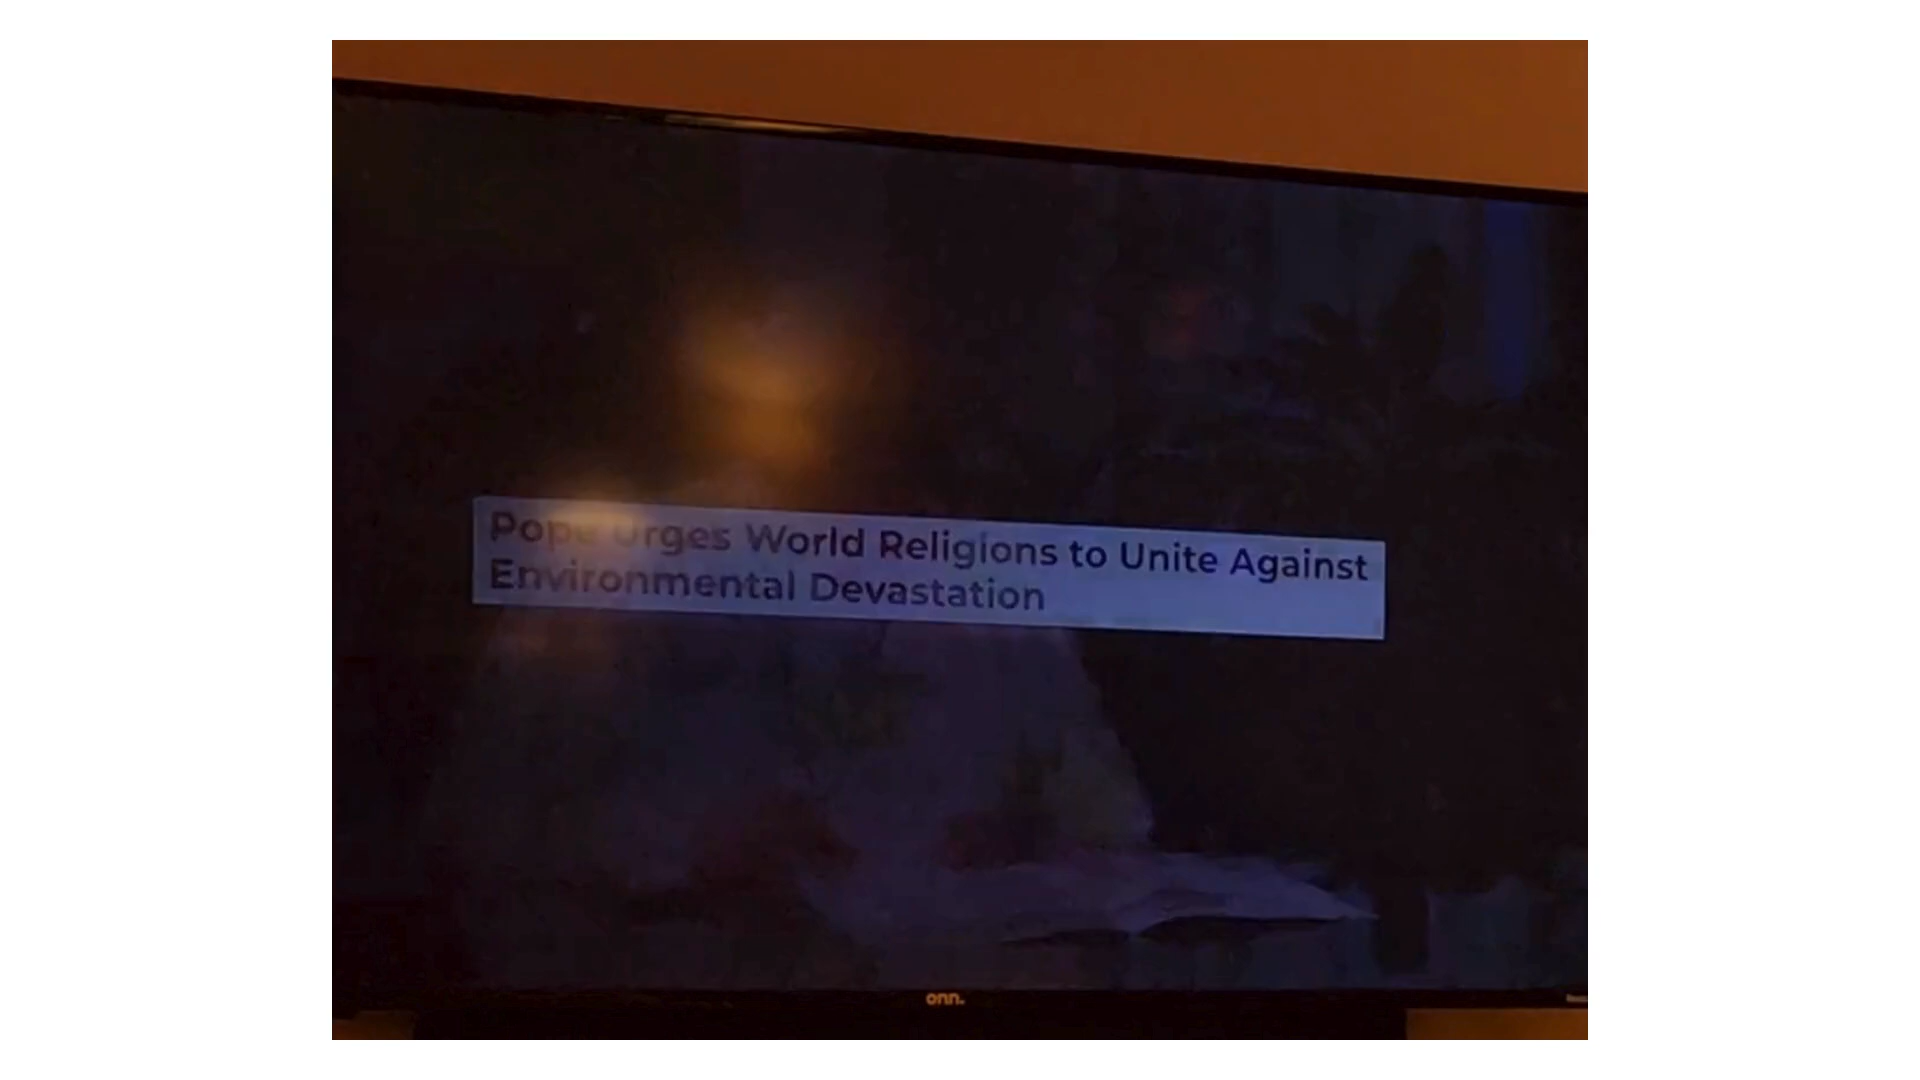 Pope Urges World Religions to Unite Against
Environmental Devastation
onn.